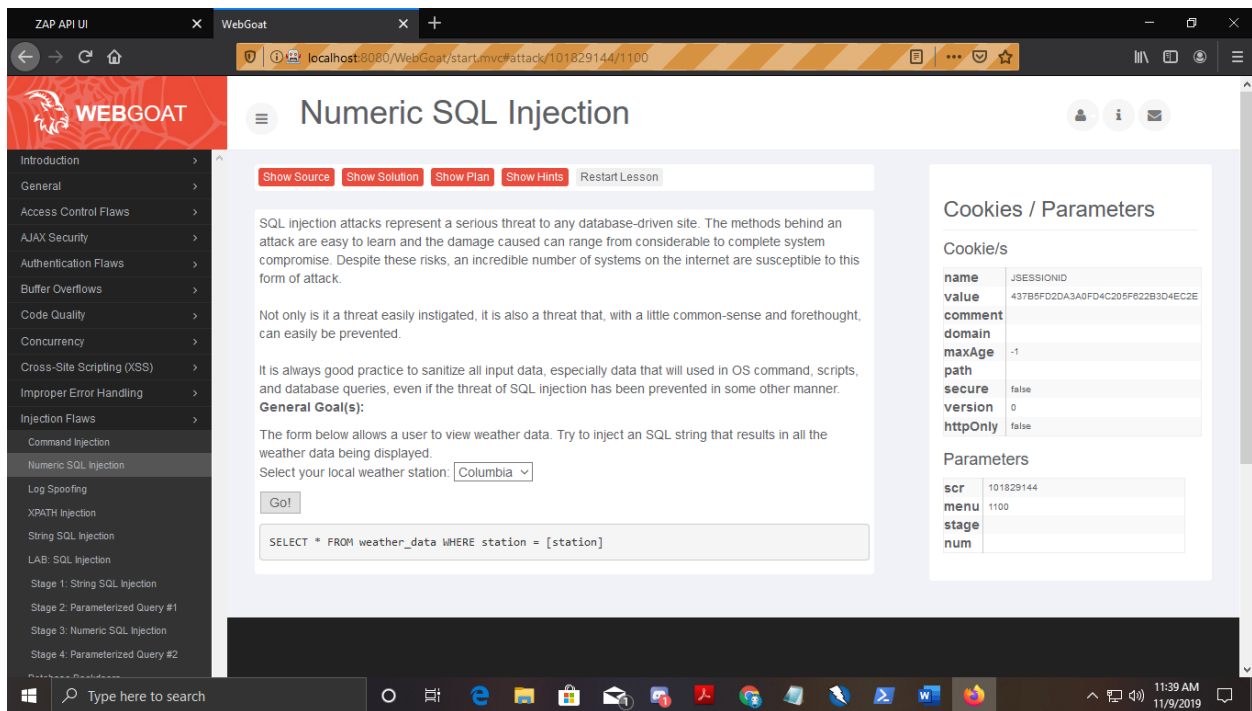 ZAP API UI
WebGoat
localhost:8080/WebGoat/start.mvc#attack/101829144/1100
WEBGOAT
Numeric SQL Injection
Introduction
General
Access Control Flaws
AJAX Security
Authentication Flaws
Buffer Overflows
Code Quality
Concurrency
Cross-Site Scripting (XSS)
Improper Error Handling
Injection Flaws
Command Injection
Numeric SQL Injection
Log Spoofing
XPATH Injection
String SQL Injection
LAB: SQL Injection
Stage 1: String SQL Injection
Stage 2: Parameterized Query #1
Stage 3: Numeric SQL Injection
Stage 4: Parameterized Query #2
Show Source Show Solution Show Plan Show Hints Restart Lesson
SQL injection attacks represent a serious threat to any database-driven site. The methods behind an
attack are easy to learn and the damage caused can range from considerable to complete system
compromise. Despite these risks, an incredible number of systems on the internet are susceptible to this
form of attack.
Not only is it a threat easily instigated, it is also a threat that, with a little common-sense and forethought,
can easily be prevented.
It is always good practice to sanitize all input data, especially data that will used in OS command, scripts,
and database queries, even if the threat of SQL injection has been prevented in some other manner.
General Goal(s):
The form below allows a user to view weather data. Try to inject an SQL string that results in all the
weather data being displayed.
Select your local weather station: Columbia
Go!
SELECT * FROM weather_data WHERE station = [station]
Cookies / Parameters
Cookie/s
name JSESSIONID
value 437B5FD2DA3A0FD4C205F622B3D4EC2E
comment
domain
maxAge -1
path
secure false
version 0
httpOnly false
Parameters
scr 101829144
menu 1100
stage
num
Type here to search
11:39 AM
11/9/2019